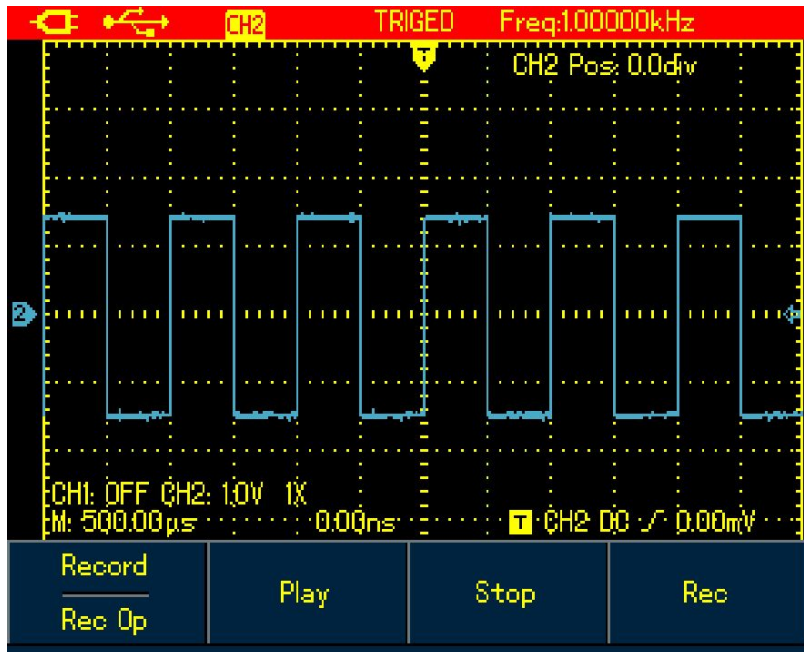 CH2 TRIGED Freq:1.00000kHz
T
CH2 Pos: 0.0div
2
CH1: OFF CH2: 1.0V 1X
M: 500.00µs 0.00ns T CH2 DC 0.00mV
Record Play Stop Rec
Rec Op